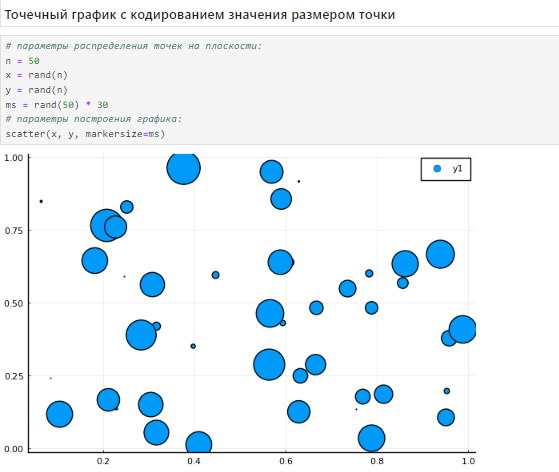 Точечный график с кодированием значения размером точки
# параметры распределения точек на плоскости:
n = 50
x = rand(n)
y = rand(n)
ms = rand(50) * 30
# параметры построения графика:
scatter(x, y, markersize=ms)
1.00
y1
0.75
0.50
0.25
0.00
0.2 0.4 0.6 0.8 1.0